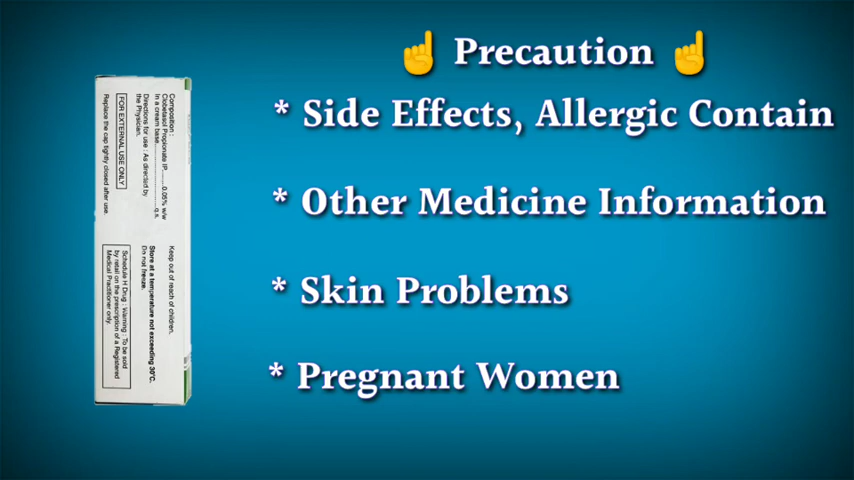 ☝ Precaution ☝
* Side Effects, Allergic Contain
* Other Medicine Information
* Skin Problems
* Pregnant Women
Composition :
Clobetasol Propionate IP.......0.05% w/w
In a cream base....................q.s.
Directions for use : As directed by
the Physician.
FOR EXTERNAL USE ONLY
Replace the cap tightly closed after use.
Keep out of reach of children.
Store at a temperature not exceeding 30°C.
Do not freeze.
Schedule H Drug : Warning : To be sold
by retail on the prescription of a Registered
Medical Practitioner only.